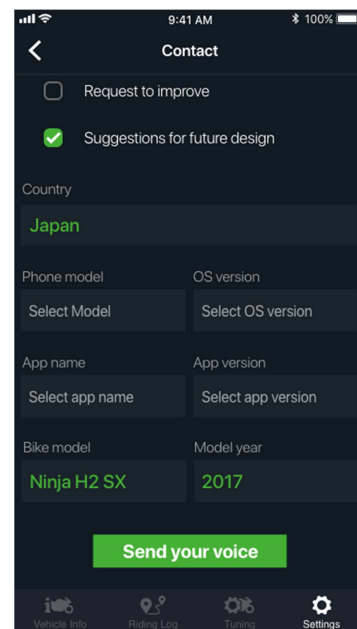 9:41 AM 100%
Contact
Request to improve
Suggestions for future design
Country
Japan
Phone model OS version
Select Model Select OS version
App name App version
Select app name Select app version
Bike model Model year
Ninja H2 SX 2017
Send your voice
Vehicle Info Riding Log Tuning Settings